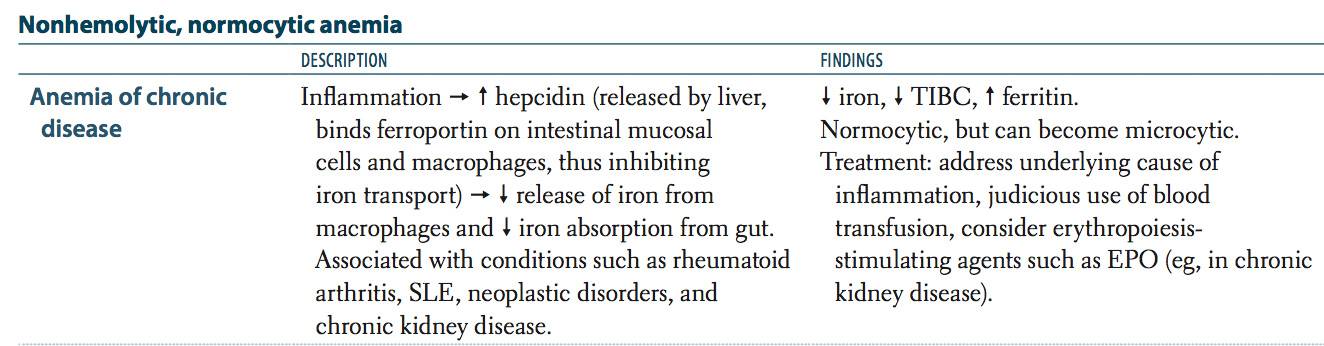 Nonhemolytic, normocytic anemia
DESCRIPTION
FINDINGS
Anemia of chronic
disease
Inflammation → ↑ hepcidin (released by liver,
binds ferroportin on intestinal mucosal
cells and macrophages, thus inhibiting
iron transport) → ↓ release of iron from
macrophages and ↓ iron absorption from gut.
Associated with conditions such as rheumatoid
arthritis, SLE, neoplastic disorders, and
chronic kidney disease.
↓ iron, ↓ TIBC, ↑ ferritin.
Normocytic, but can become microcytic.
Treatment: address underlying cause of
inflammation, judicious use of blood
transfusion, consider erythropoiesis-
stimulating agents such as EPO (eg, in chronic
kidney disease).